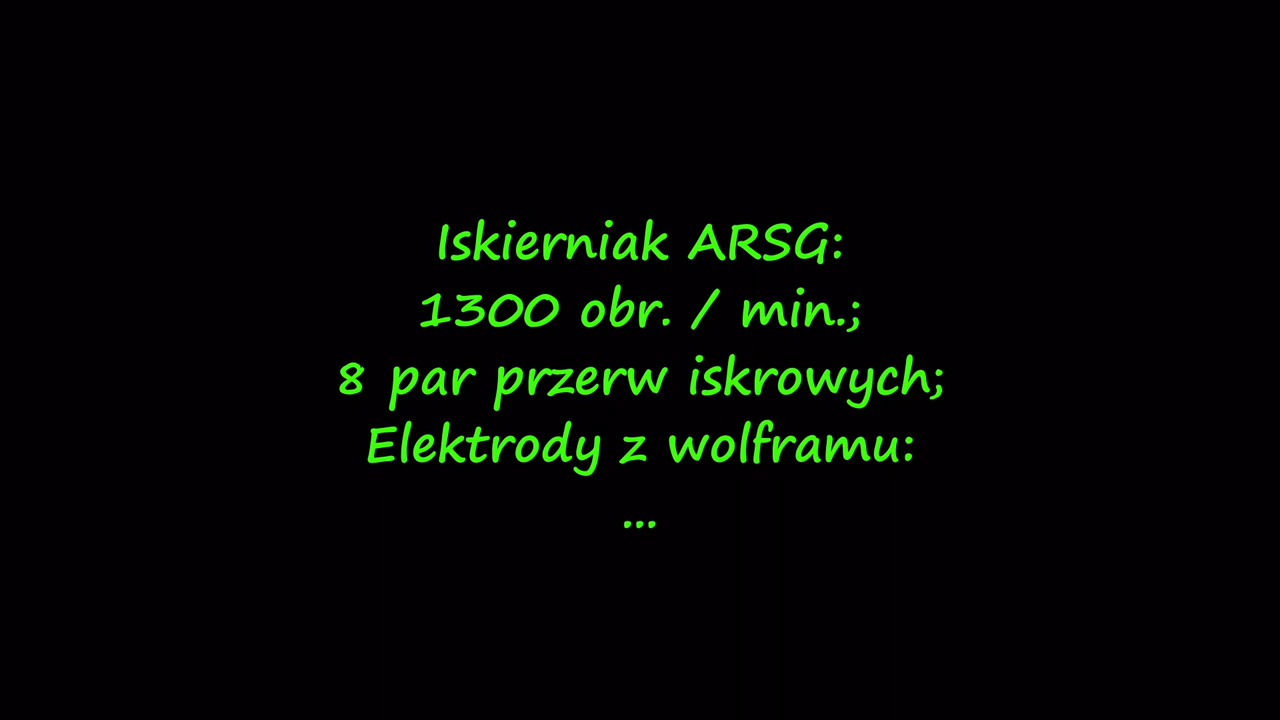 Iskierniak ARSG:
1300 obr. / min.;
8 par przerw iskrowych;
Elektrody z wolframu:
...